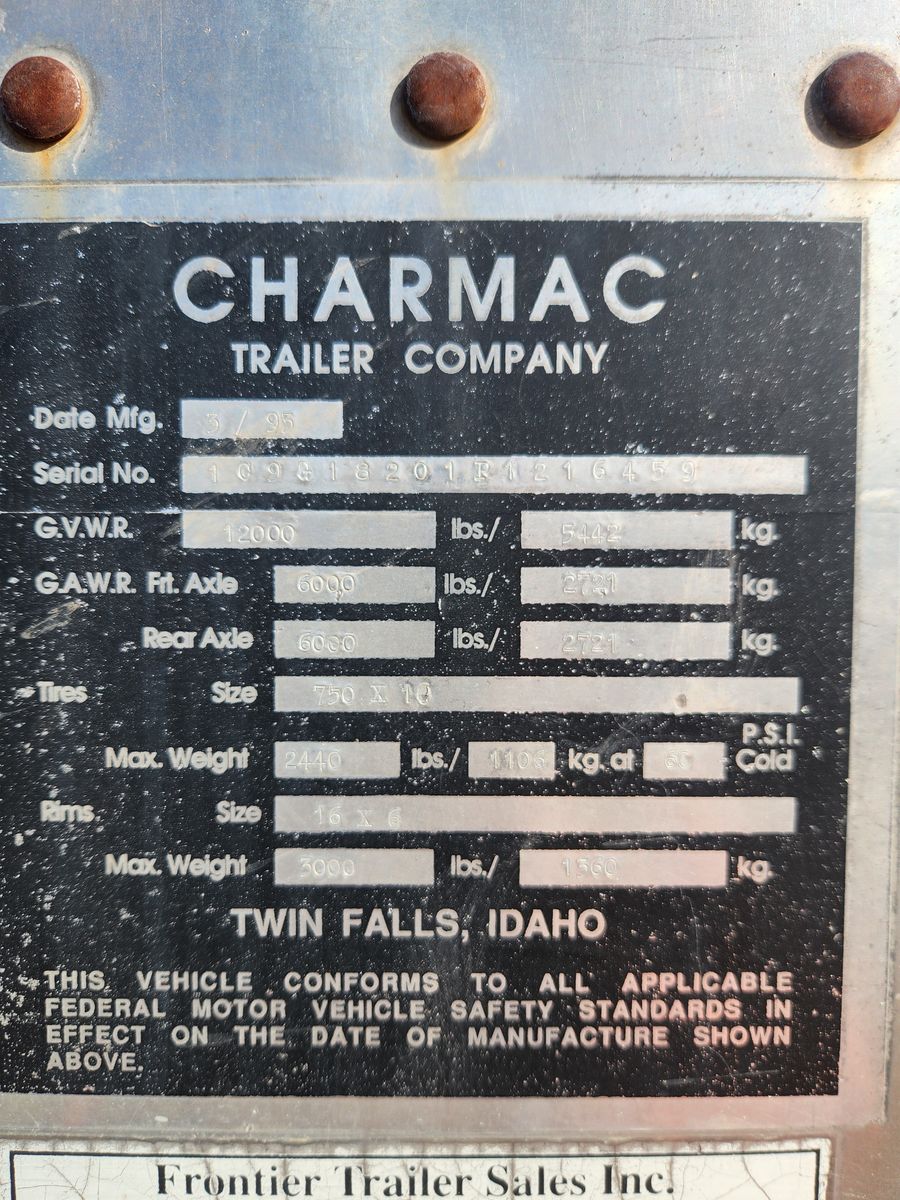 CHARMAC
TRAILER COMPANY
Date Mfg. 3 / 95
Serial No.
G.V.W.R. 12000 lbs./ 5442 kg.
G.A.W.R. Frt. Axle 6000 lbs./ 2721 kg.
Rear Axle 6000 lbs./ 2721 kg.
Tires Size 750 X 16
P.S.I.
Max. Weight 2440 lbs./ 1106 kg. at Cold
Rims Size 16 X 6
Max. Weight 3000 lbs./ 1360 kg.
TWIN FALLS, IDAHO
THIS VEHICLE CONFORMS TO ALL APPLICABLE
FEDERAL MOTOR VEHICLE SAFETY STANDARDS IN
EFFECT ON THE DATE OF MANUFACTURE SHOWN
ABOVE.
Frontier Trailer Sales Inc.